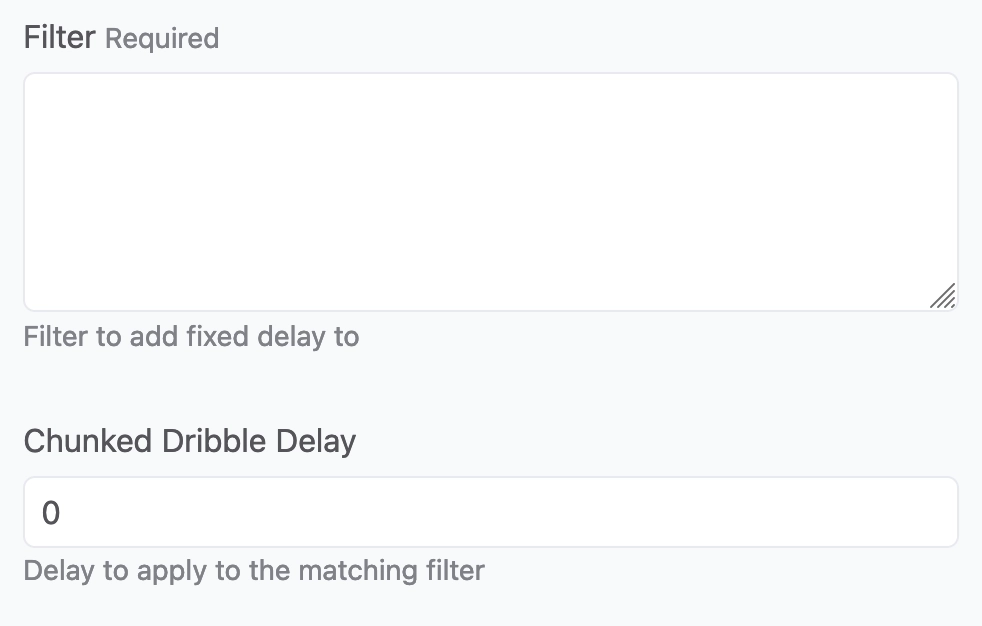 Filter Required
Filter to add fixed delay to
Chunked Dribble Delay
0
Delay to apply to the matching filter